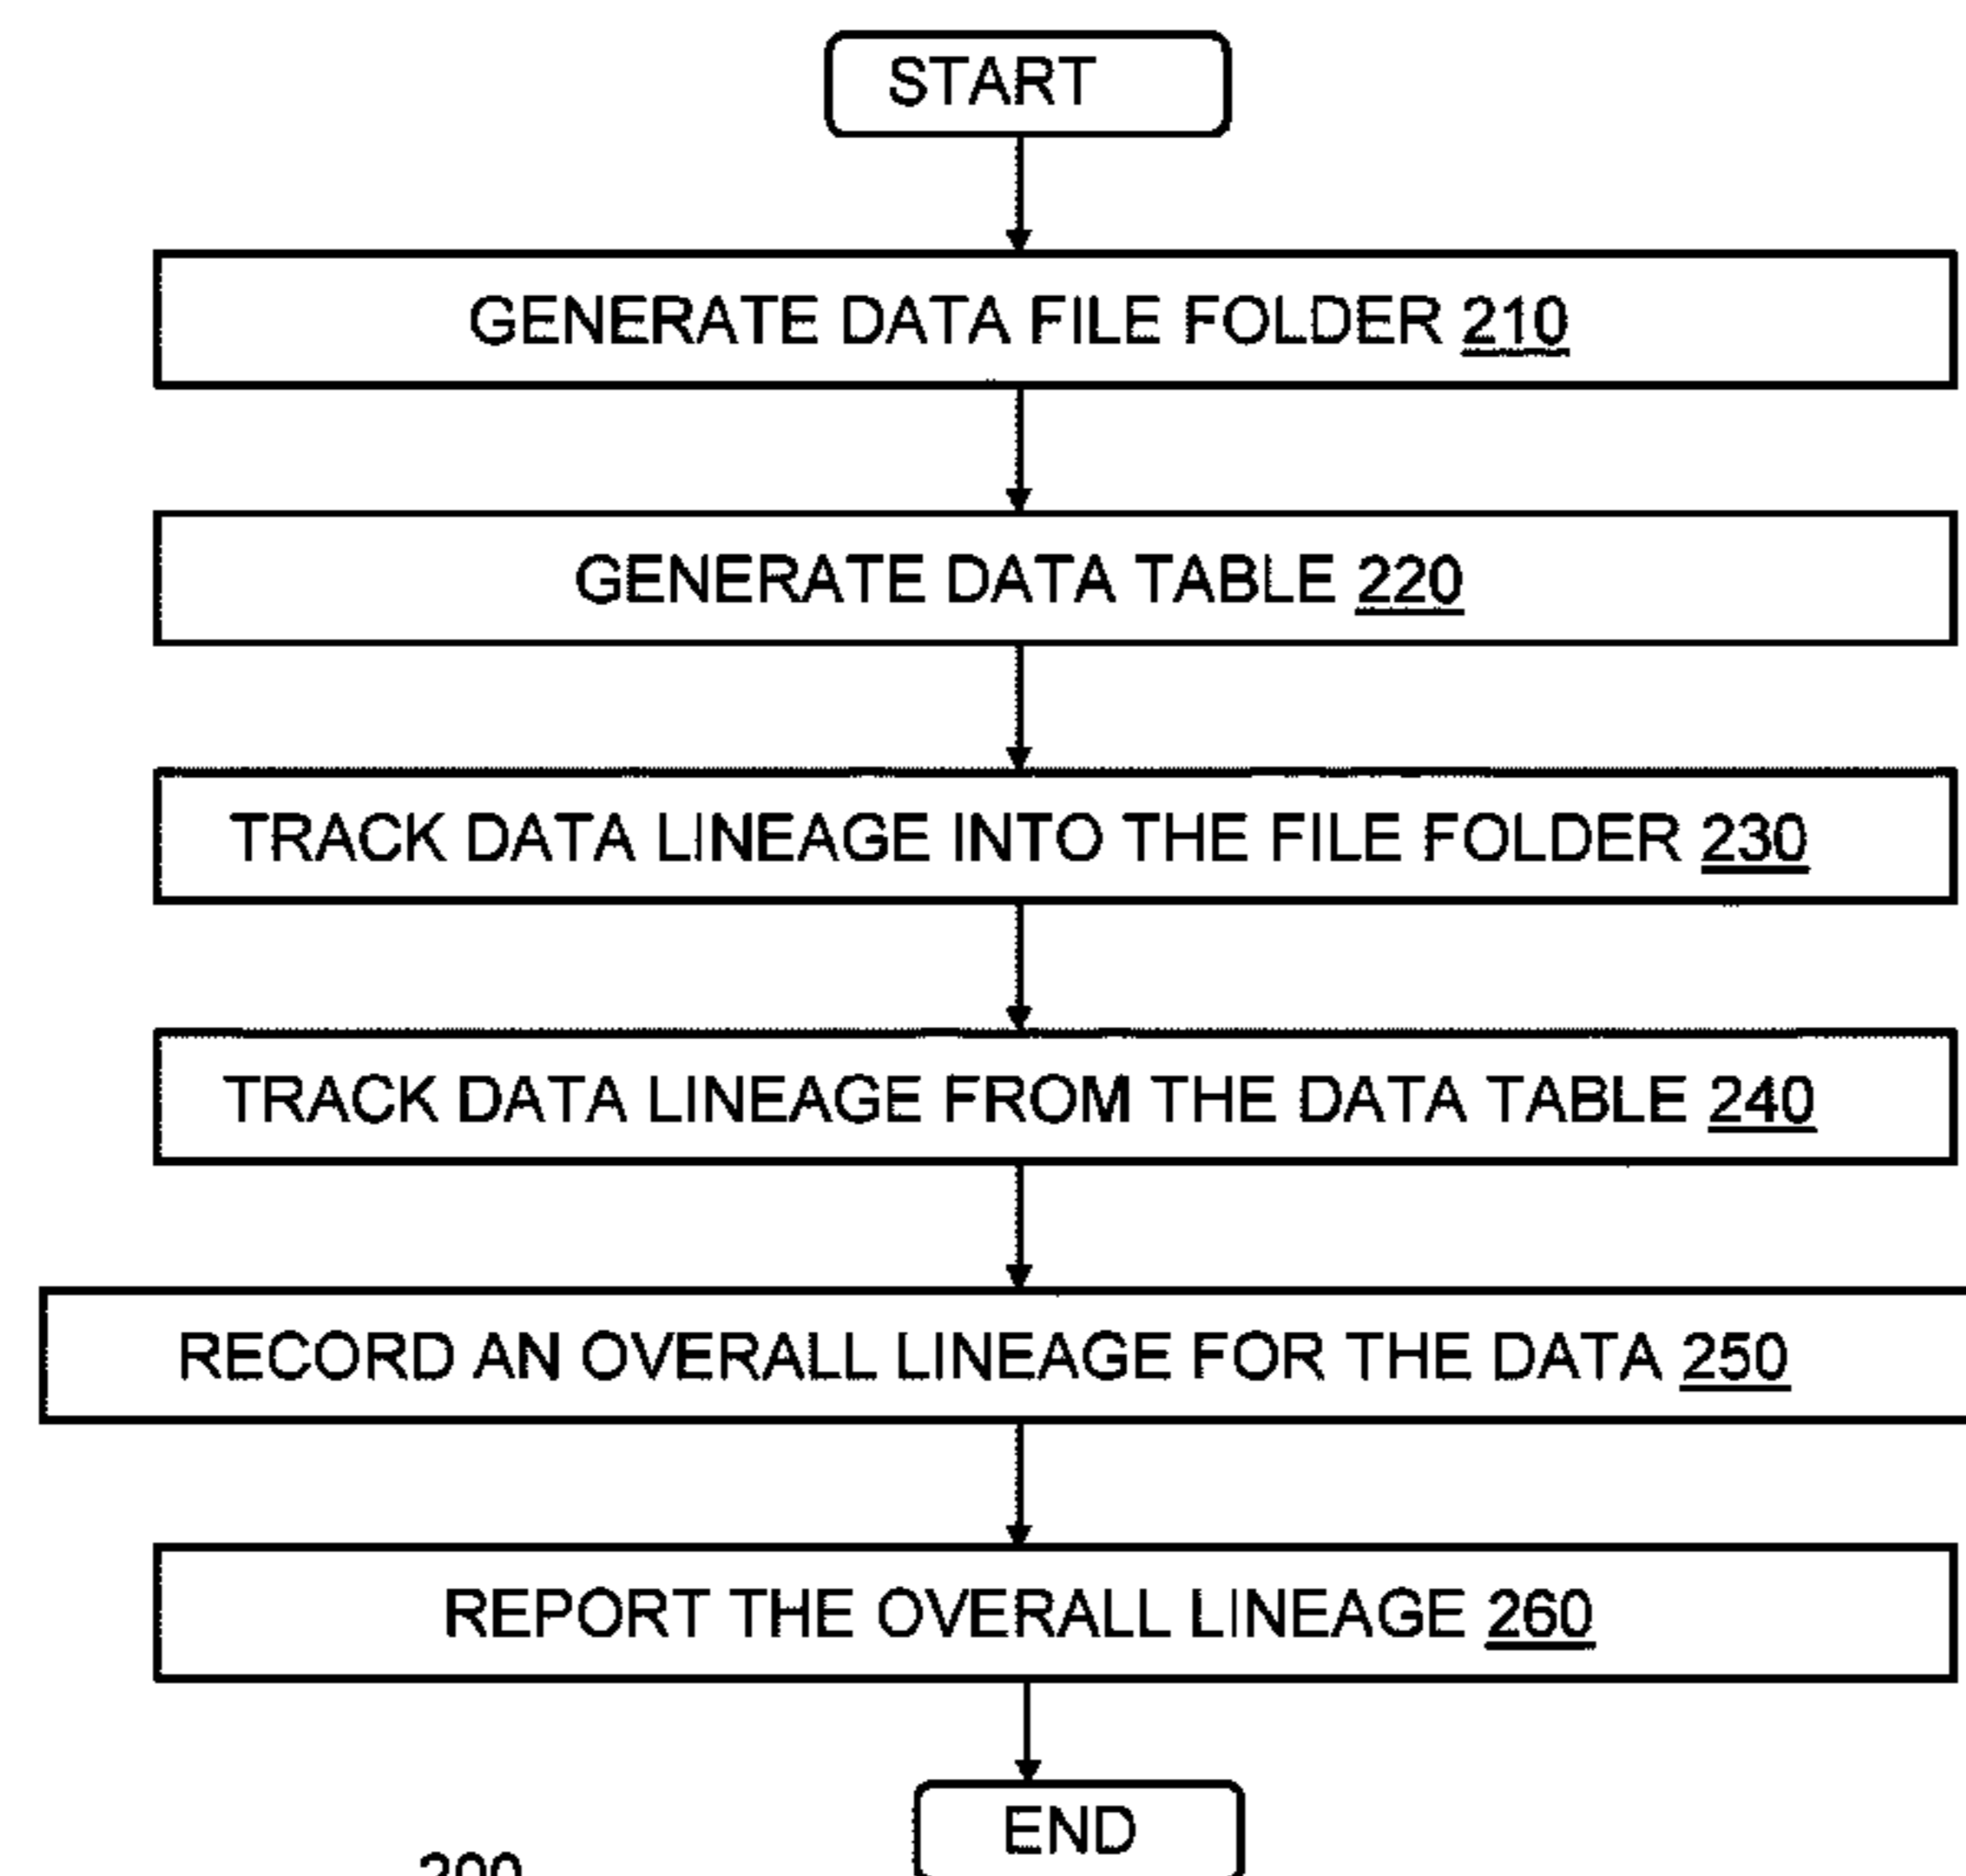 START
GENERATE DATA FILE FOLDER 210
GENERATE DATA TABLE 220
TRACK DATA LINEAGE INTO THE FILE FOLDER 230
TRACK DATA LINEAGE FROM THE DATA TABLE 240
RECORD AN OVERALL LINEAGE FOR THE DATA 250
REPORT THE OVERALL LINEAGE 260
END
200